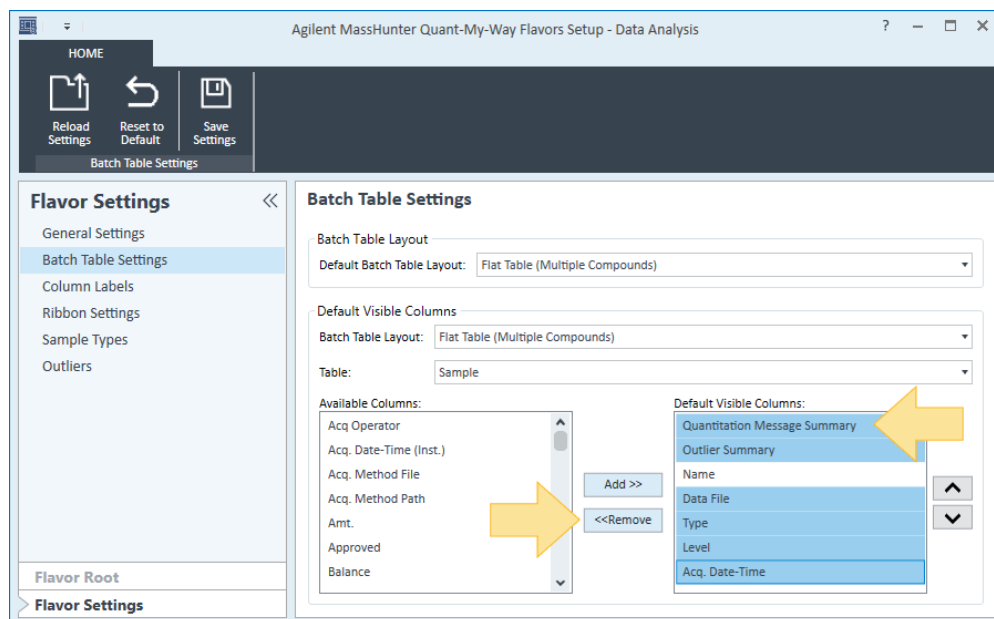 Agilent MassHunter Quant-My-Way Flavors Setup - Data Analysis
?
HOME
Reload
Settings
Reset to
Default
Save
Settings
Batch Table Settings
Flavor Settings
General Settings
Batch Table Settings
Column Labels
Ribbon Settings
Sample Types
Outliers
Flavor Root
Flavor Settings
Batch Table Settings
Batch Table Layout
Default Batch Table Layout: Flat Table (Multiple Compounds)
Default Visible Columns
Batch Table Layout: Flat Table (Multiple Compounds)
Table: Sample
Available Columns:
Acq Operator
Acq. Date-Time (Inst.)
Acq. Method File
Acq. Method Path
Amt.
Approved
Balance
Add >>
<<Remove
Default Visible Columns:
Quantitation Message Summary
Outlier Summary
Name
Data File
Type
Level
Acq. Date-Time